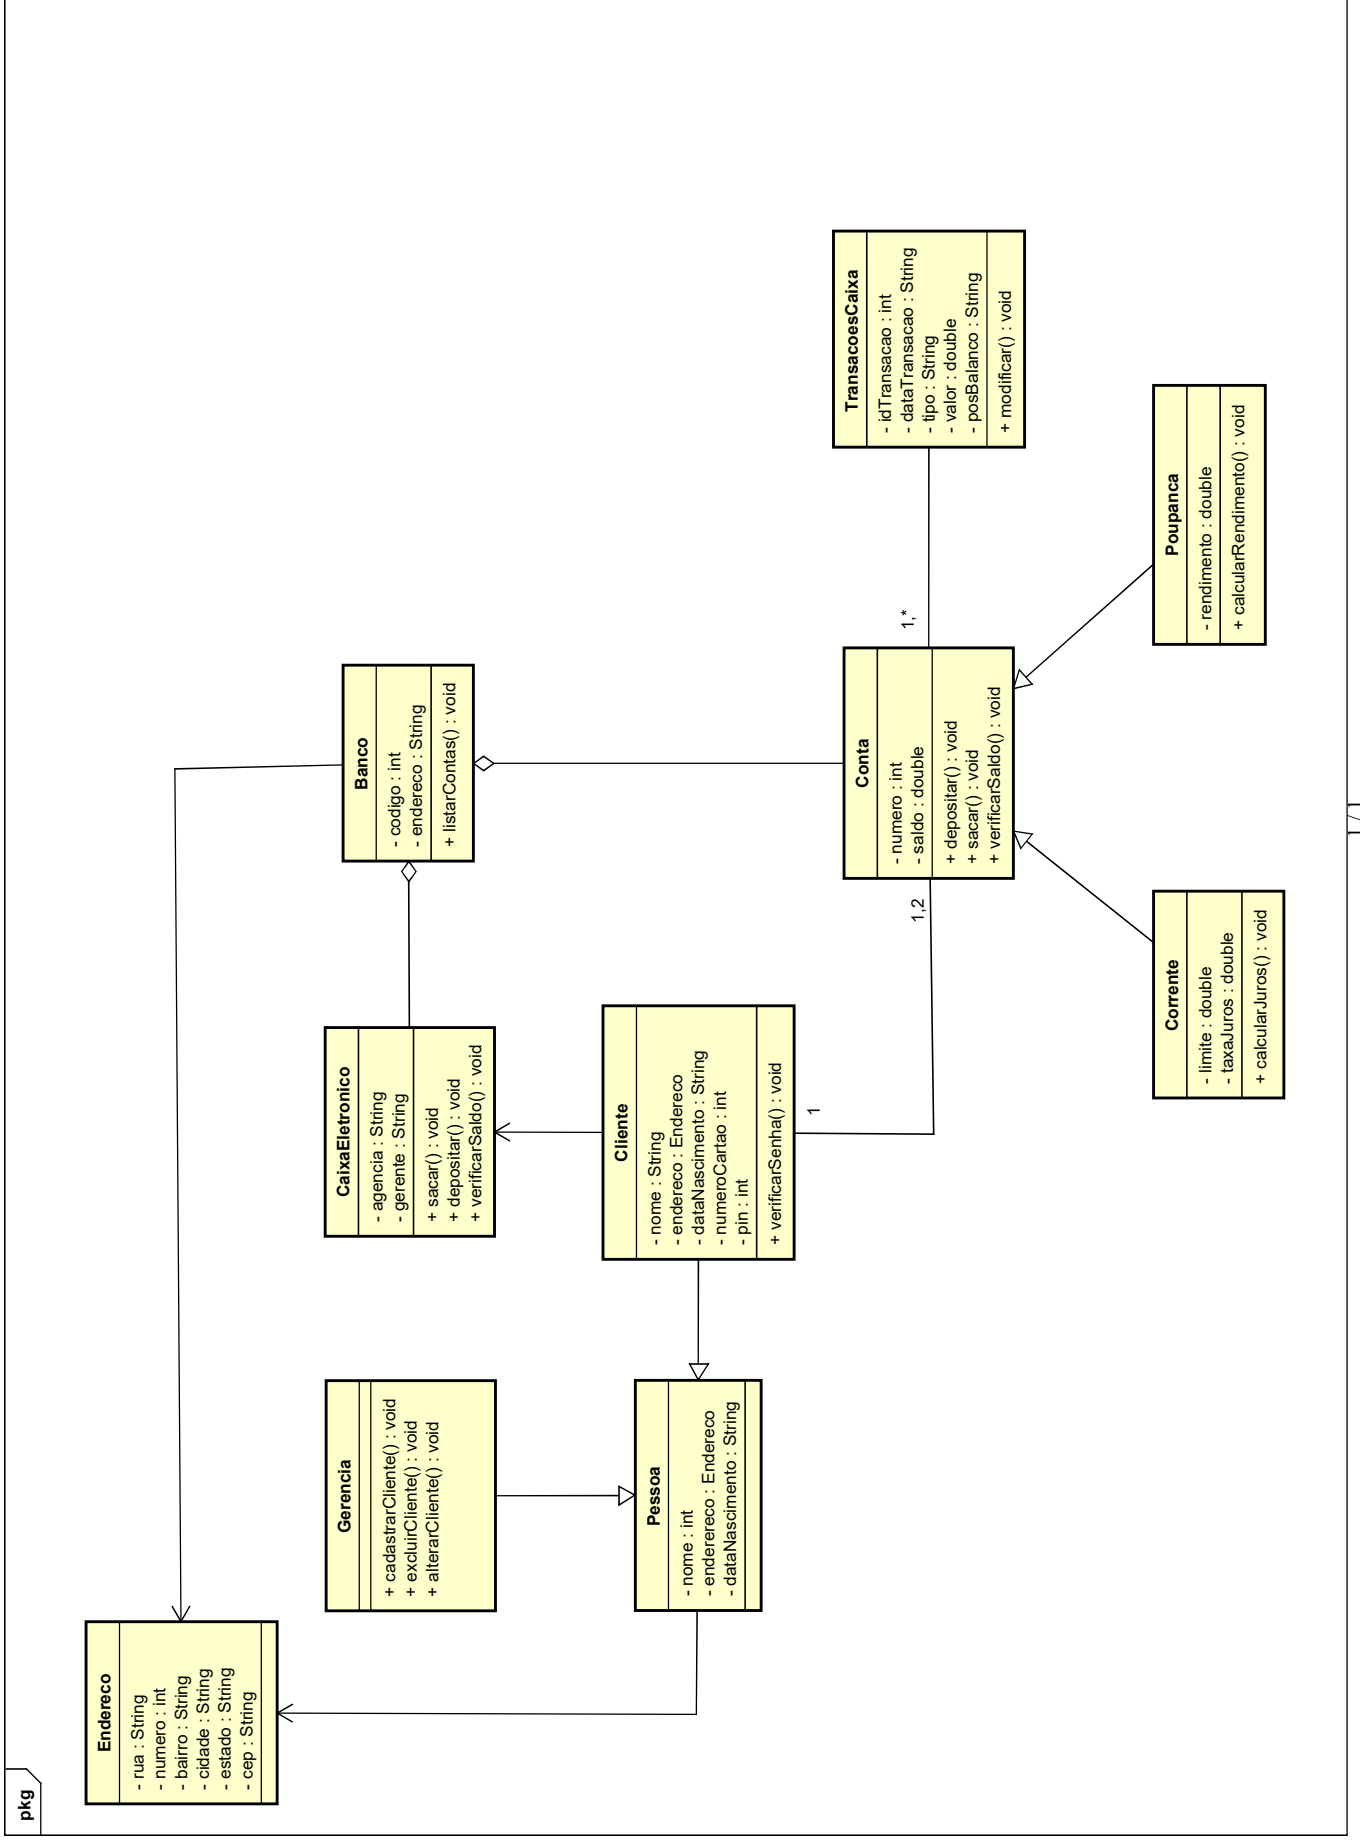 pkg
Endereco
- rua : String
- numero : int
- bairro : String
- cidade : String
- estado : String
- cep : String
Gerencia
+ cadastrarCliente() : void
+ excluirCliente() : void
+ alterarCliente() : void
Pessoa
- nome : int
- enderereco : Endereco
- dataNascimento : String
CaixaEletronico
- agencia : String
- gerente : String
+ sacar() : void
+ depositar() : void
+ verificarSaldo() : void
Cliente
- nome : String
- endereco : Endereco
- dataNascimento : String
- numeroCartao : int
- pin : int
+ verificarSenha() : void
1
1,2
Banco
- codigo : int
- endereco : String
+ listarContas() : void
Conta
- numero : int
- saldo : double
+ depositar() : void
+ sacar() : void
+ verificarSaldo() : void
1,*
Corrente
- limite : double
- taxaJuros : double
+ calcularJuros() : void
Poupanca
- rendimento : double
+ calcularRendimento() : void
TransacoesCaixa
- idTransacao : int
- dataTransacao : String
- tipo : String
- valor : double
- posBalanco : String
+ modificar() : void